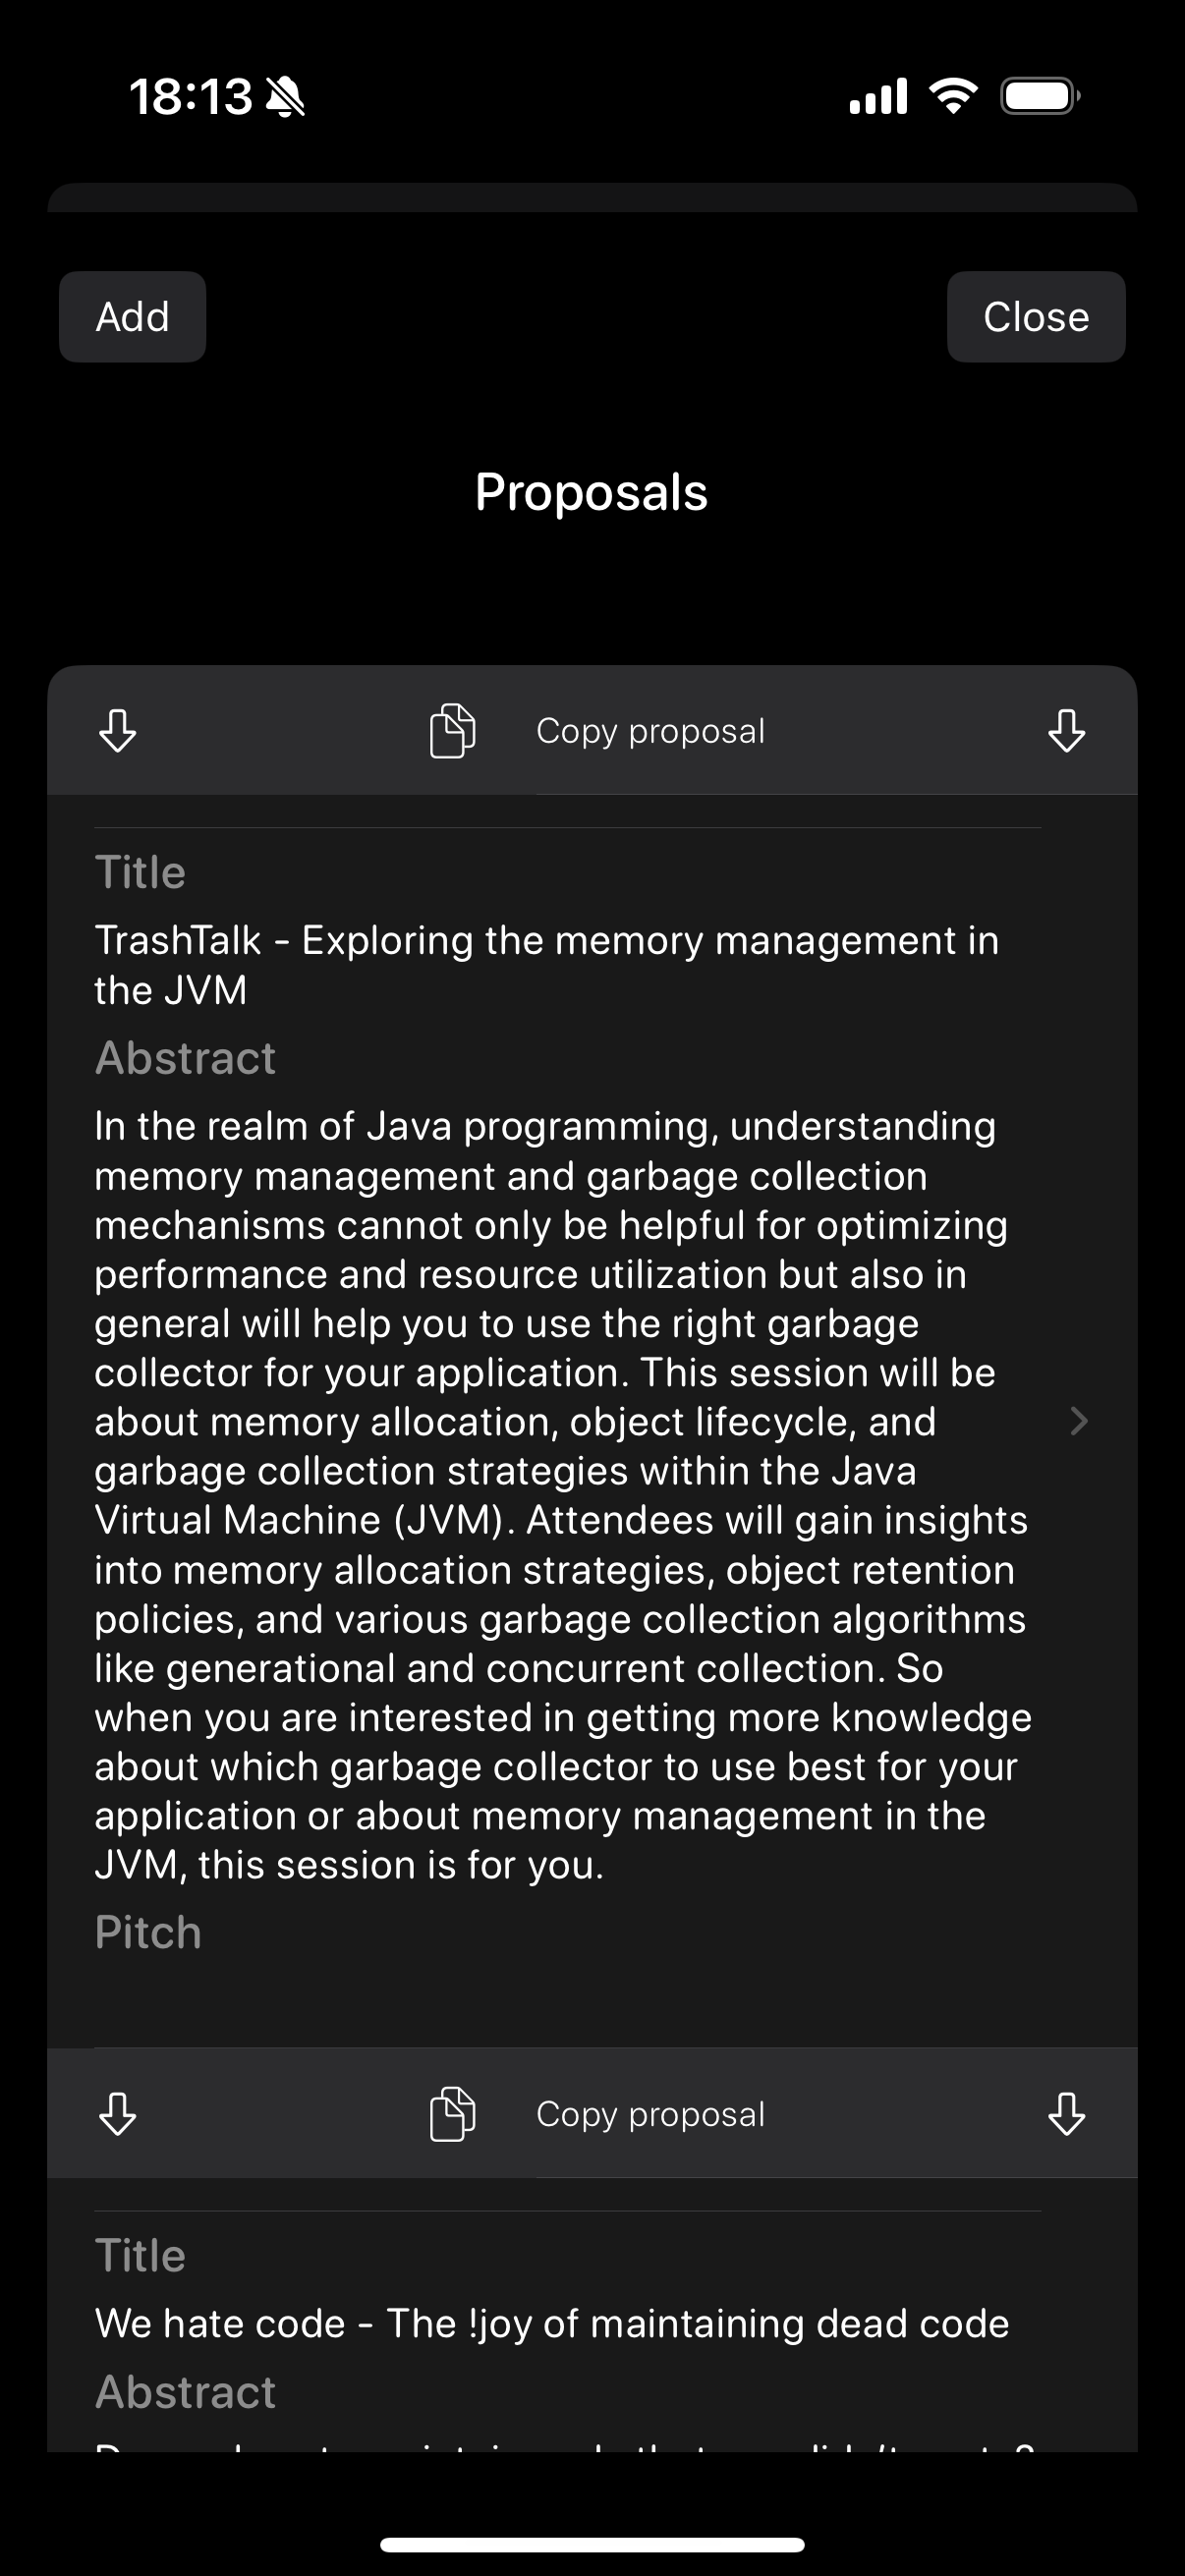 18:13
Add
Close
Proposals
Copy proposal
Title
TrashTalk - Exploring the memory management in
the JVM
Abstract
In the realm of Java programming, understanding
memory management and garbage collection
mechanisms cannot only be helpful for optimizing
performance and resource utilization but also in
general will help you to use the right garbage
collector for your application. This session will be
about memory allocation, object lifecycle, and
garbage collection strategies within the Java
Virtual Machine (JVM). Attendees will gain insights
into memory allocation strategies, object retention
policies, and various garbage collection algorithms
like generational and concurrent collection. So
when you are interested in getting more knowledge
about which garbage collector to use best for your
application or about memory management in the
JVM, this session is for you.
Pitch
Copy proposal
Title
We hate code - The !joy of maintaining dead code
Abstract